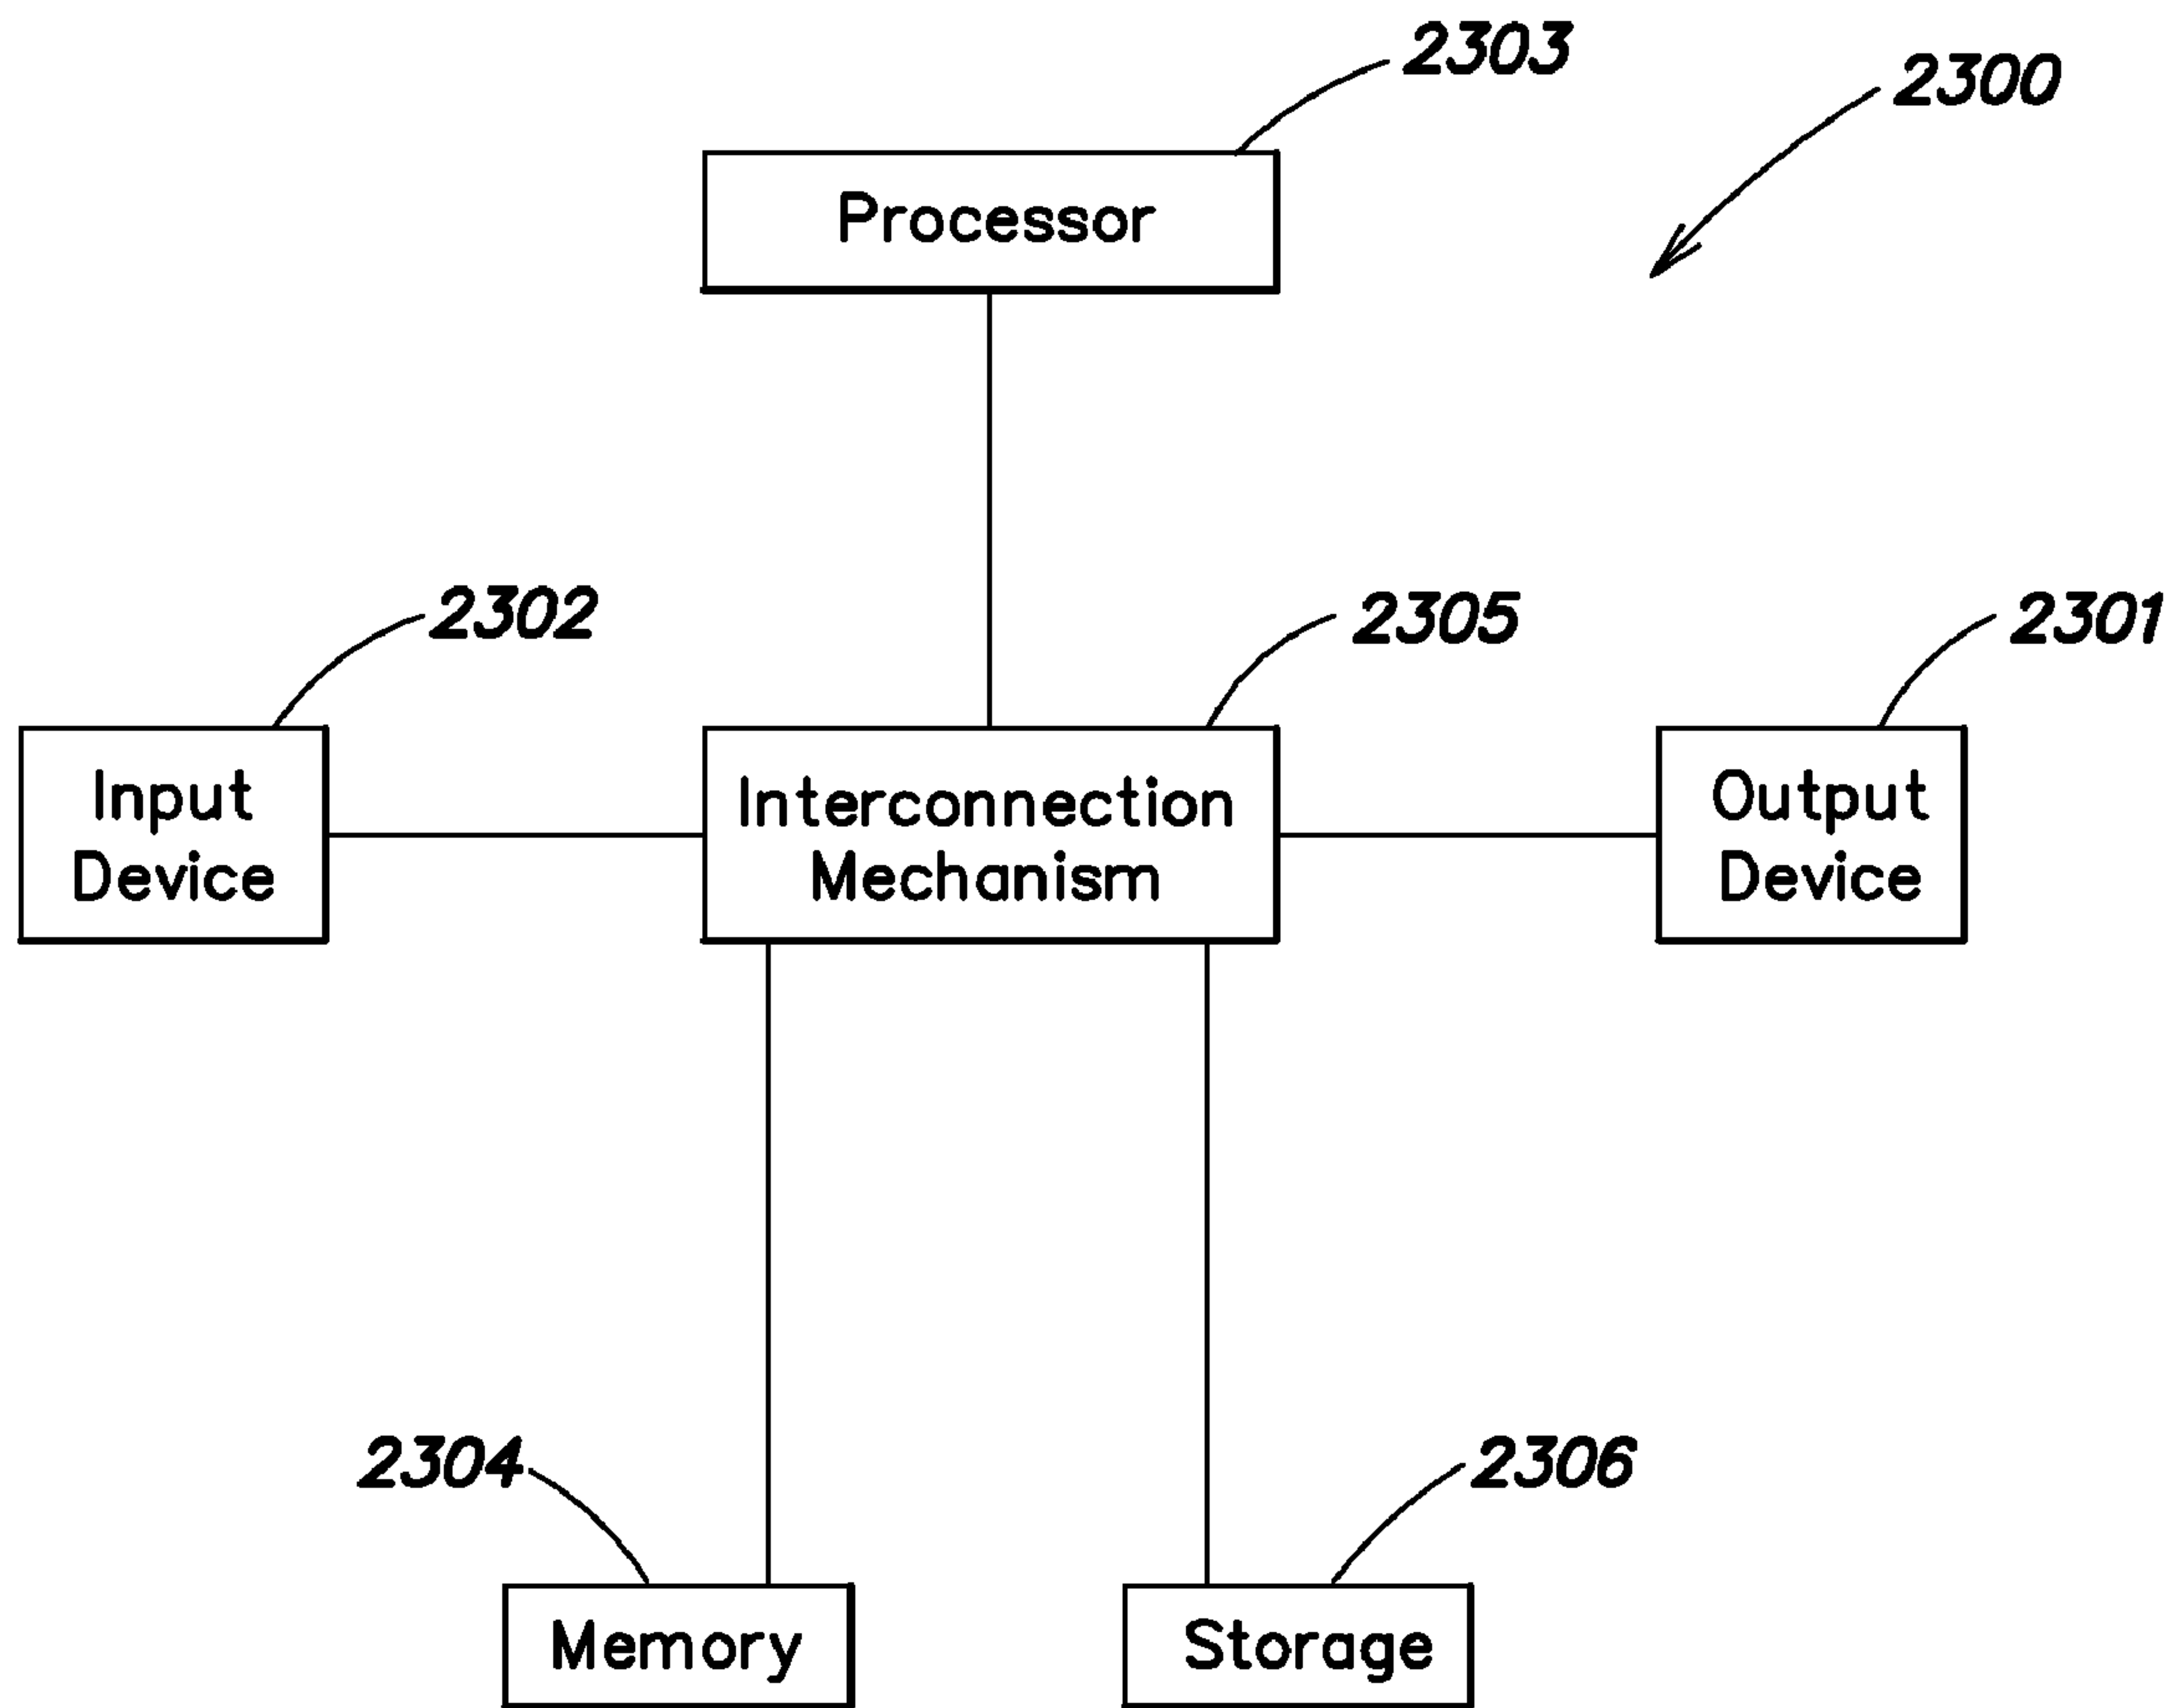 2303
2300
Processor
2302
2305
2301
Input
Device
Interconnection
Mechanism
Output
Device
2304
2306
Memory
Storage